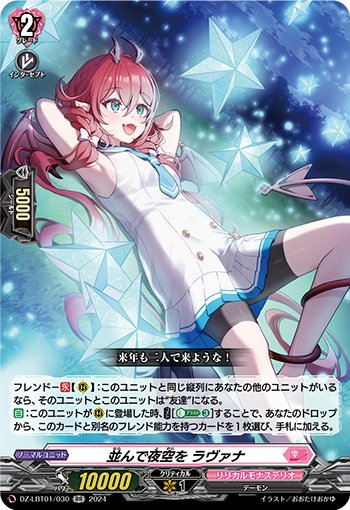 2
グレード
インターセプト
5000
シールド
来年も二人で来ような！
フレンド－永【(R)】：このユニットと同じ縦列にあなたの他のユニットがいる
なら、そのユニットとこのユニットは“友達”になる。
自：このユニットが(R)に登場した時、【コスト】することで、あなたのドロップ
から、このカードと別名のフレンド能力を持つカードを１枚選び、手札に加える。
ノーマルユニット
並んで夜空を ラヴァナ
リリカルモナステリオ
パワー
10000
クリティカル
1
デーモン
DZ-LBT01/030 RR 2024
イラスト／おおたけおかゆ